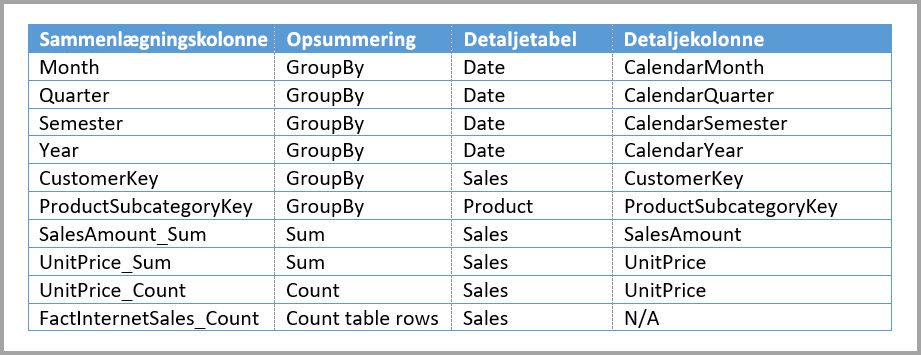 Sammenlægningskolonne Opsummering Detaljetabel Detaljekolonne
Month GroupBy Date CalendarMonth
Quarter GroupBy Date CalendarQuarter
Semester GroupBy Date CalendarSemester
Year GroupBy Date CalendarYear
CustomerKey GroupBy Sales CustomerKey
ProductSubcategoryKey GroupBy Product ProductSubcategoryKey
SalesAmount_Sum Sum Sales SalesAmount
UnitPrice_Sum Sum Sales UnitPrice
UnitPrice_Count Count Sales UnitPrice
FactInternetSales_Count Count table rows Sales N/A